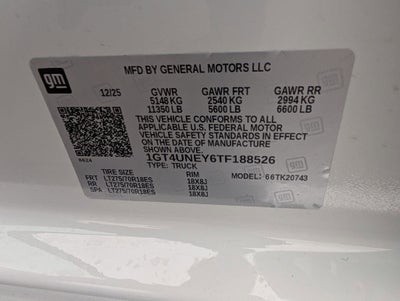 gm
MFD BY GENERAL MOTORS LLC
12/25 GVWR GAWR FRT GAWR RR
5148 KG 2540 KG 2994 KG
11350 LB 5600 LB 6600 LB
THIS VEHICLE CONFORMS TO ALL
APPLICABLE U.S. FEDERAL MOTOR
VEHICLE SAFETY STANDARDS IN EFFECT
ON THE DATE OF MANUFACTURE SHOWN ABOVE.
1GT4UNEY6TF188526
TYPE: TRUCK
MODEL: 66TK20743
TIRE SIZE RIM
FRT LT275/70R18ES 18X8J
RR LT275/70R18ES 18X8J
SPA LT275/70R18ES 18X8J